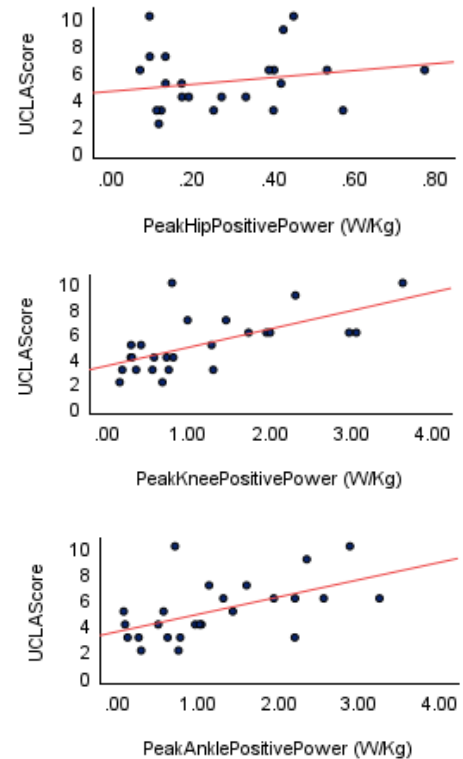 10
8
6
4
2
0
UCLAScore
.00 .20 .40 .60 .80
PeakHipPositivePower (W/Kg)
10
8
6
4
2
0
UCLAScore
.00 1.00 2.00 3.00 4.00
PeakKneePositivePower (W/Kg)
10
8
6
4
2
0
UCLAScore
.00 1.00 2.00 3.00 4.00
PeakAnklePositivePower (W/Kg)